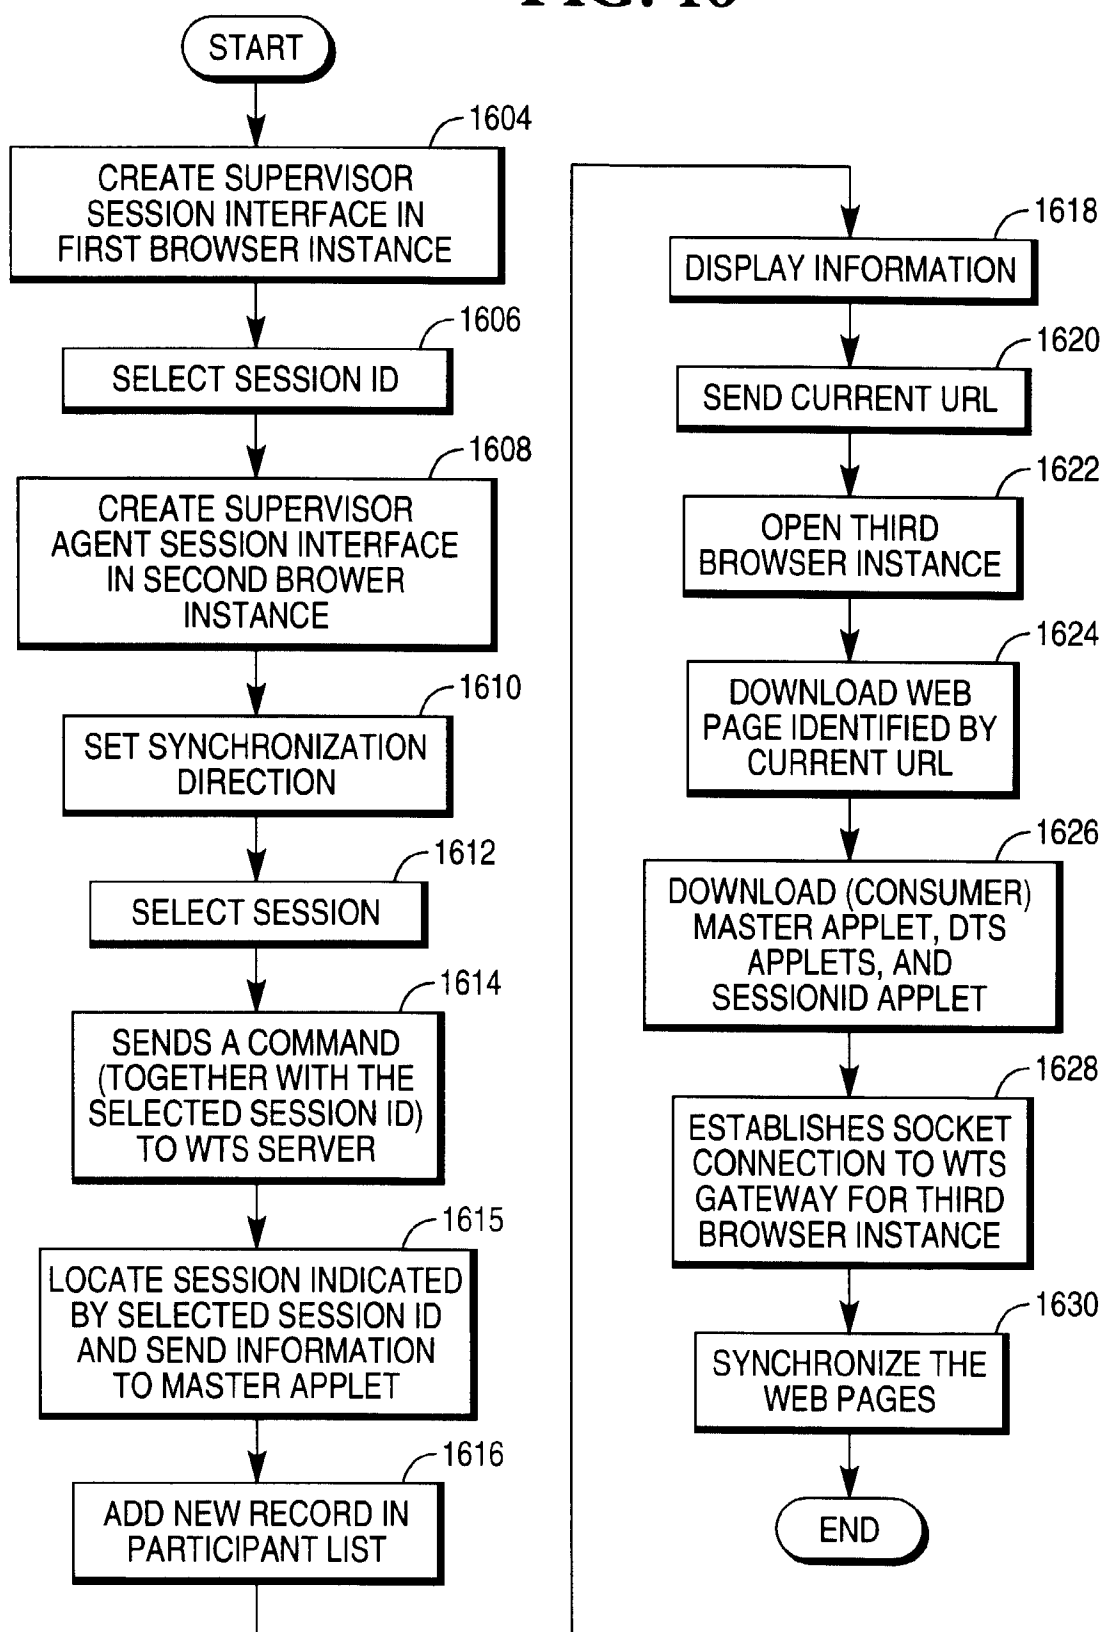 START
1604
CREATE SUPERVISOR
SESSION INTERFACE IN
FIRST BROWSER INSTANCE
1606
SELECT SESSION ID
1608
CREATE SUPERVISOR
AGENT SESSION INTERFACE
IN SECOND BROWER
INSTANCE
1610
SET SYNCHRONIZATION
DIRECTION
1612
SELECT SESSION
1614
SENDS A COMMAND
(TOGETHER WITH THE
SELECTED SESSION ID)
TO WTS SERVER
1615
LOCATE SESSION INDICATED
BY SELECTED SESSION ID
AND SEND INFORMATION
TO MASTER APPLET
1616
ADD NEW RECORD IN
PARTICIPANT LIST
1618
DISPLAY INFORMATION
1620
SEND CURRENT URL
1622
OPEN THIRD
BROWSER INSTANCE
1624
DOWNLOAD WEB
PAGE IDENTIFIED BY
CURRENT URL
1626
DOWNLOAD (CONSUMER)
MASTER APPLET, DTS
APPLETS, AND
SESSIONID APPLET
1628
ESTABLISHES SOCKET
CONNECTION TO WTS
GATEWAY FOR THIRD
BROWSER INSTANCE
1630
SYNCHRONIZE THE
WEB PAGES
END